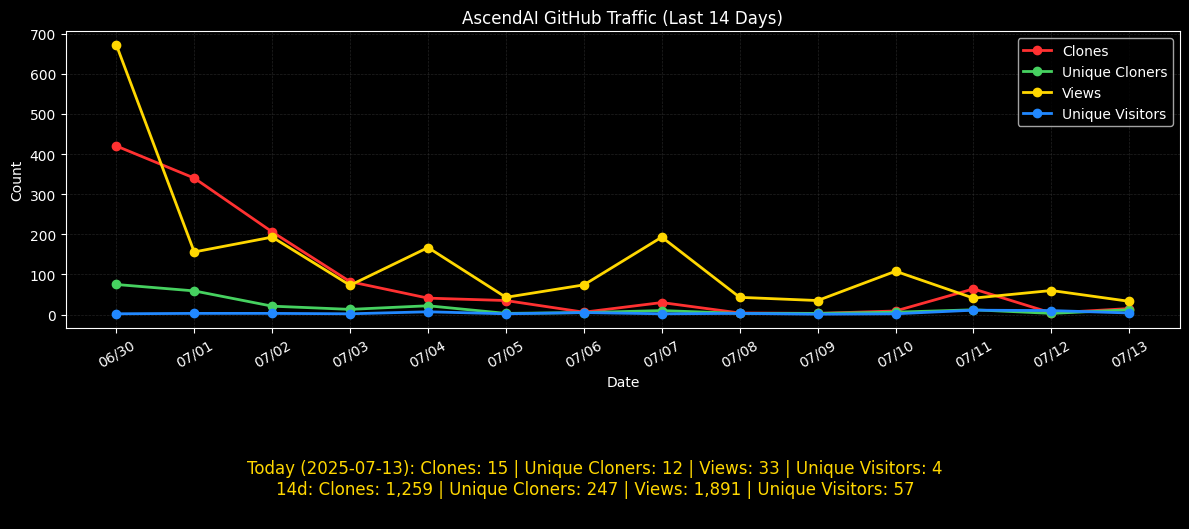 AscendAI GitHub Traffic (Last 14 Days)
700
600
500
400
300
200
100
0
Count
Clones
Unique Cloners
Views
Unique Visitors
06/30
07/01
07/02
07/03
07/04
07/05
07/06
07/07
07/08
07/09
07/10
07/11
07/12
07/13
Date
Today (2025-07-13): Clones: 15 | Unique Cloners: 12 | Views: 33 | Unique Visitors: 4
14d: Clones: 1,259 | Unique Cloners: 247 | Views: 1,891 | Unique Visitors: 57